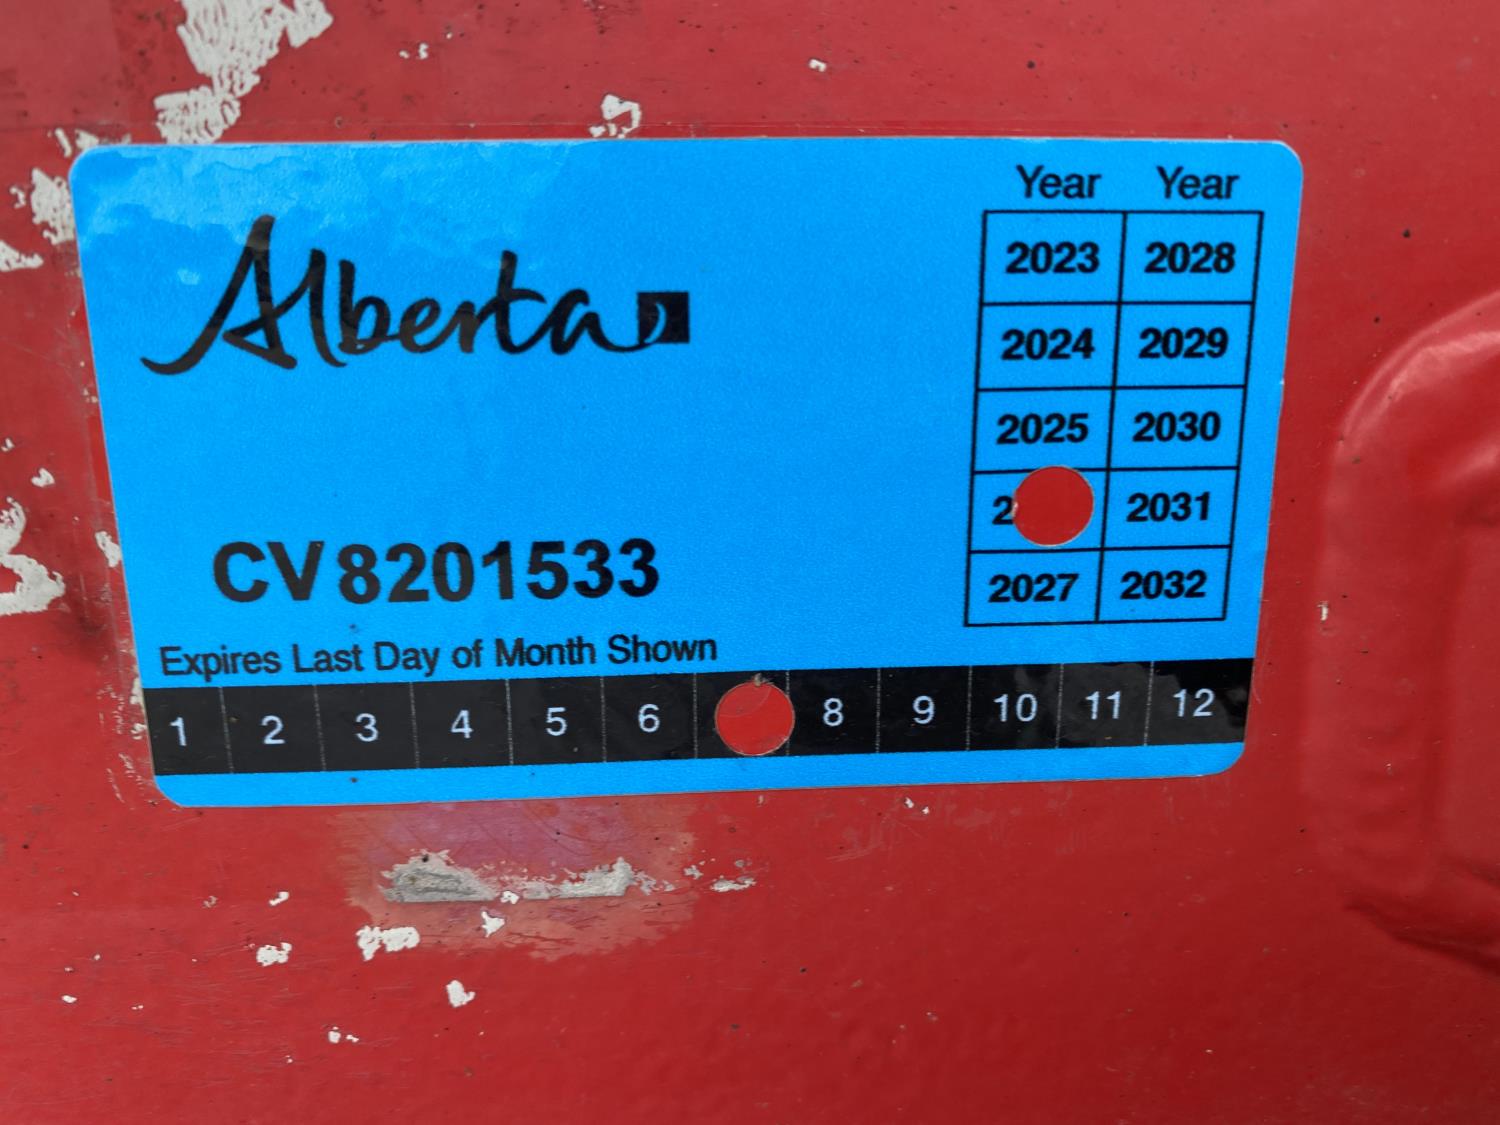 Alberta
Year Year
2023 2028
2024 2029
2025 2030
2 2031
2027 2032
CV8201533
Expires Last Day of Month Shown
1 2 3 4 5 6 8 9 10 11 12